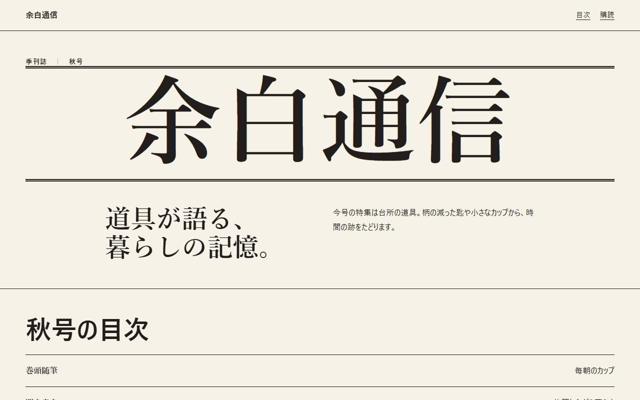 余白通信
目次 購読
季刊誌 | 秋号
余白通信
道具が語る、
暮らしの記憶。
今号の特集は台所の道具。柄の減った匙や小さなカップから、時
間の跡をたどります。
秋号の目次
巻頭随筆 毎朝のカップ